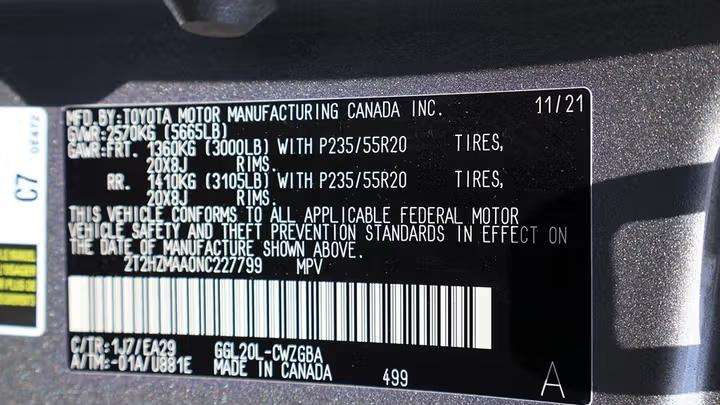 MFD.BY:TOYOTA MOTOR MANUFACTURING CANADA INC. 11/21
GVWR:2570KG (5665LB)
GAWR:FRT. 1360KG (3000LB) WITH P235/55R20 TIRES,
20X8J RIMS.
RR. 1410KG (3105LB) WITH P235/55R20 TIRES,
20X8J RIMS.
THIS VEHICLE CONFORMS TO ALL APPLICABLE FEDERAL MOTOR
VEHICLE SAFETY AND THEFT PREVENTION STANDARDS IN EFFECT ON
THE DATE OF MANUFACTURE SHOWN ABOVE.
2T2HZMAA0NC227799 MPV
C/TR:1J7/EA29 GGL20L-CWZGBA
A/TM:-01A/U881E MADE IN CANADA 499 A
C7